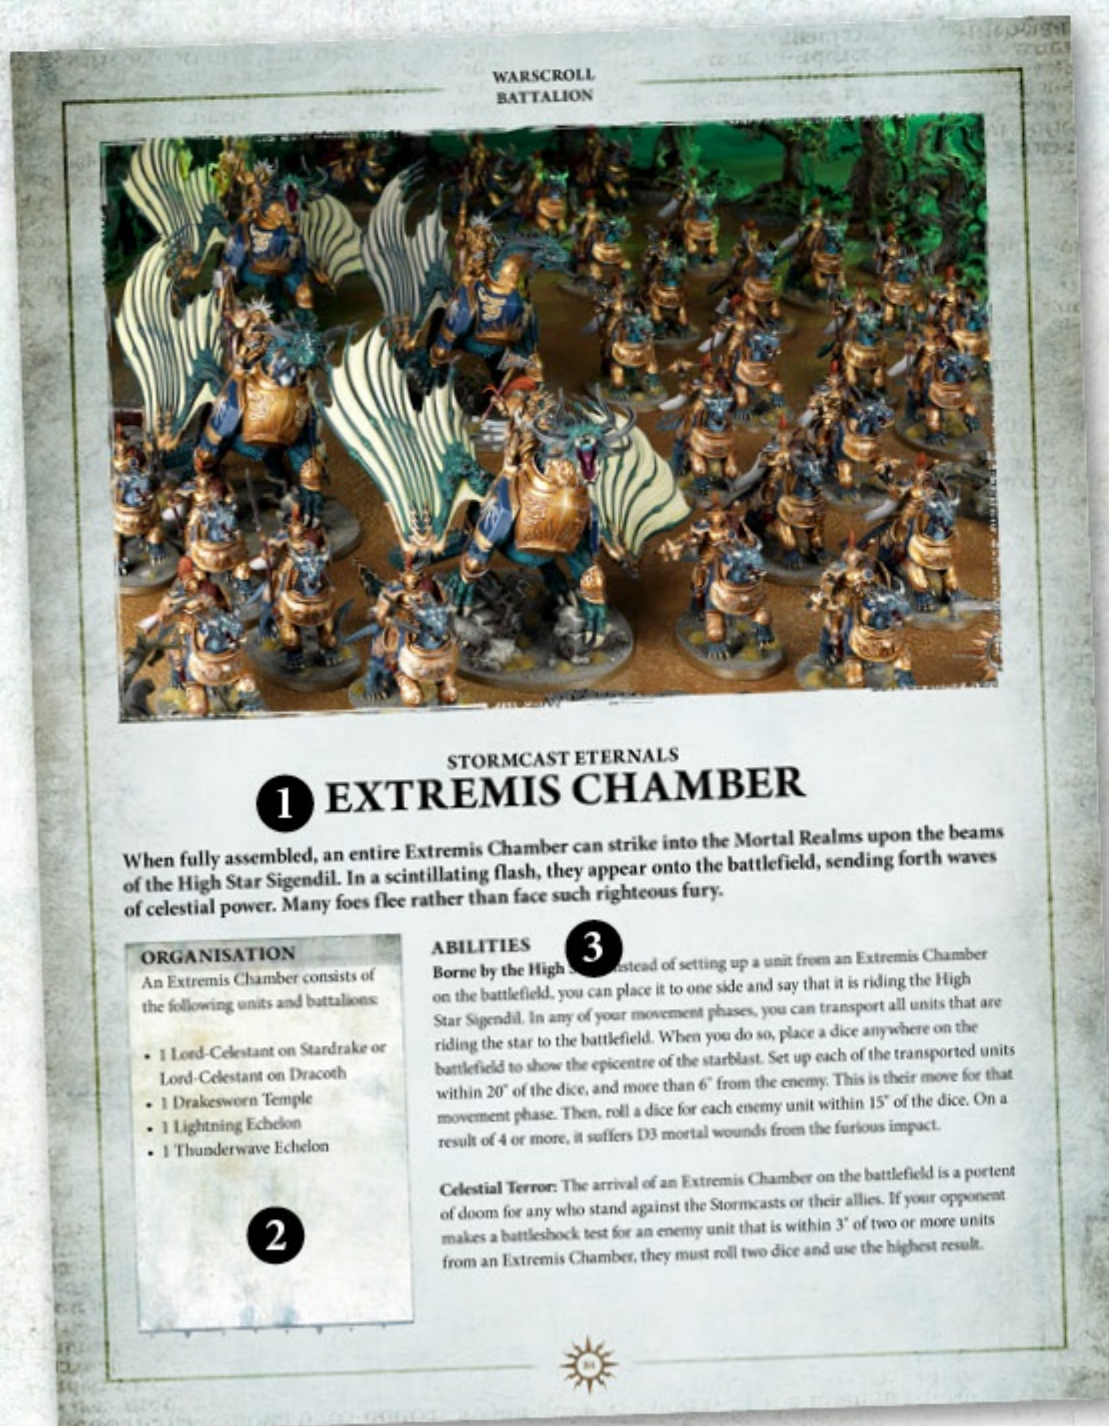 WARSCROLL
BATTALION
STORMCAST ETERNALS
1 EXTREMIS CHAMBER
When fully assembled, an entire Extremis Chamber can strike into the Mortal Realms upon the beams
of the High Star Sigendil. In a scintillating flash, they appear onto the battlefield, sending forth waves
of celestial power. Many foes flee rather than face such righteous fury.
ORGANISATION
An Extremis Chamber consists of
the following units and battalions:
• 1 Lord-Celestant on Stardrake or
Lord-Celestant on Dracoth
• 1 Drakesworn Temple
• 1 Lightning Echelon
• 1 Thunderwave Echelon
2
ABILITIES
3
Borne by the High nstead of setting up a unit from an Extremis Chamber
on the battlefield, you can place it to one side and say that it is riding the High
Star Sigendil. In any of your movement phases, you can transport all units that are
riding the star to the battlefield. When you do so, place a dice anywhere on the
battlefield to show the epicentre of the starblast. Set up each of the transported units
within 20" of the dice, and more than 6" from the enemy. This is their move for that
movement phase. Then, roll a dice for each enemy unit within 15" of the dice. On a
result of 4 or more, it suffers D3 mortal wounds from the furious impact.
Celestial Terror: The arrival of an Extremis Chamber on the battlefield is a portent
of doom for any who stand against the Stormcasts or their allies. If your opponent
makes a battleshock test for an enemy unit that is within 3" of two or more units
from an Extremis Chamber, they must roll two dice and use the highest result.